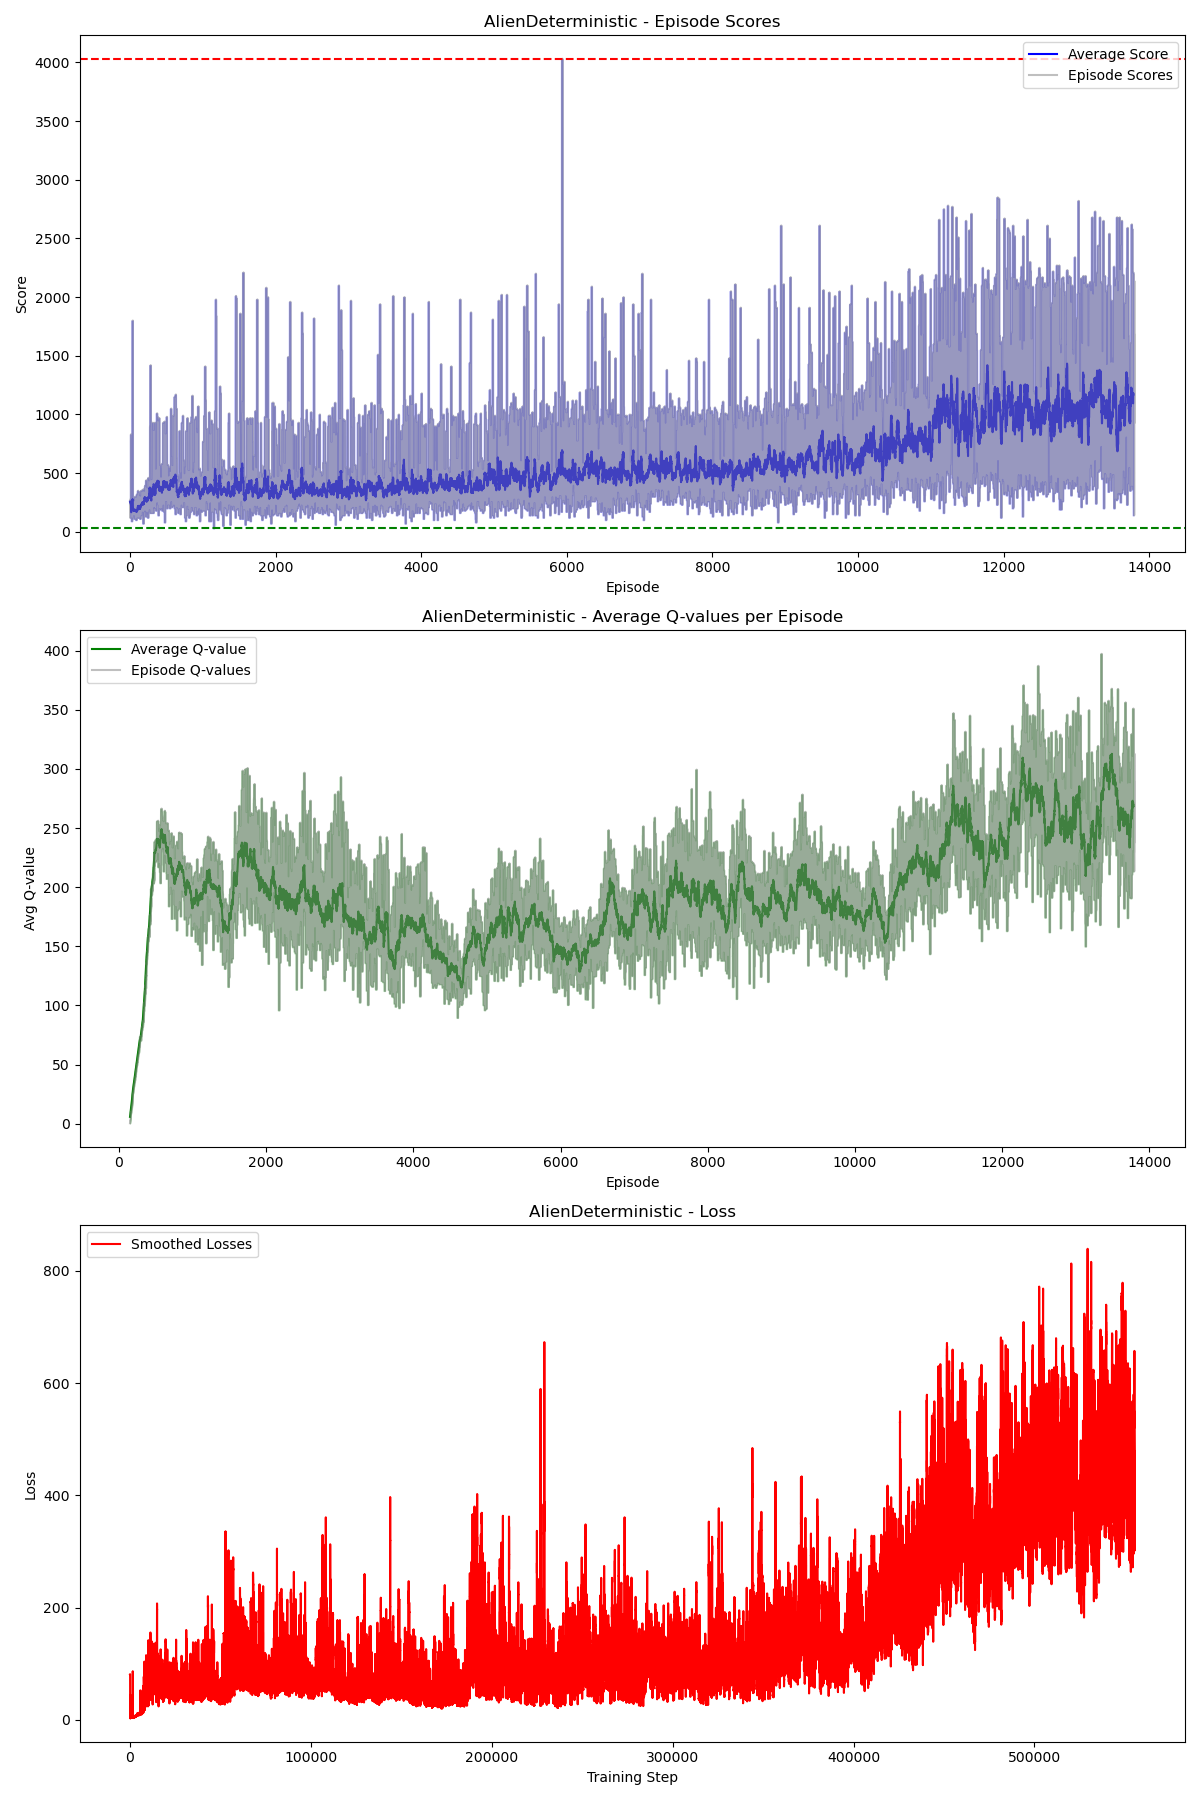 AlienDeterministic - Episode Scores
Average Score
Episode Scores
Score
4000
3500
3000
2500
2000
1500
1000
500
0
0 2000 4000 6000 8000 10000 12000 14000
Episode
AlienDeterministic - Average Q-values per Episode
Average Q-value
Episode Q-values
Avg Q-value
400
350
300
250
200
150
100
50
0
0 2000 4000 6000 8000 10000 12000 14000
Episode
AlienDeterministic - Loss
Smoothed Losses
Loss
800
600
400
200
0
0 100000 200000 300000 400000 500000
Training Step